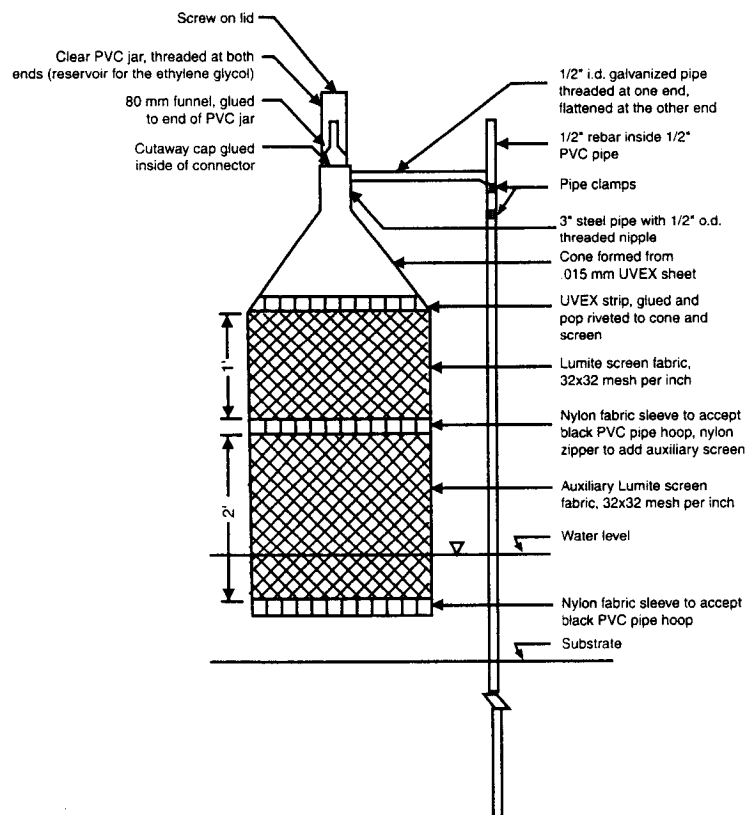 Screw on lid
Clear PVC jar, threaded at both
ends (reservoir for the ethylene glycol)
80 mm funnel, glued
to end of PVC jar
Cutaway cap glued
inside of connector
1/2" i.d. galvanized pipe
threaded at one end,
flattened at the other end
1/2" rebar inside 1/2"
PVC pipe
Pipe clamps
3" steel pipe with 1/2" o.d.
threaded nipple
Cone formed from
.015 mm UVEX sheet
UVEX strip, glued and
pop riveted to cone and
screen
1'
Lumite screen fabric,
32x32 mesh per inch
Nylon fabric sleeve to accept
black PVC pipe hoop, nylon
zipper to add auxiliary screen
2'
Auxiliary Lumite screen
fabric, 32x32 mesh per inch
Water level
Nylon fabric sleeve to accept
black PVC pipe hoop
Substrate